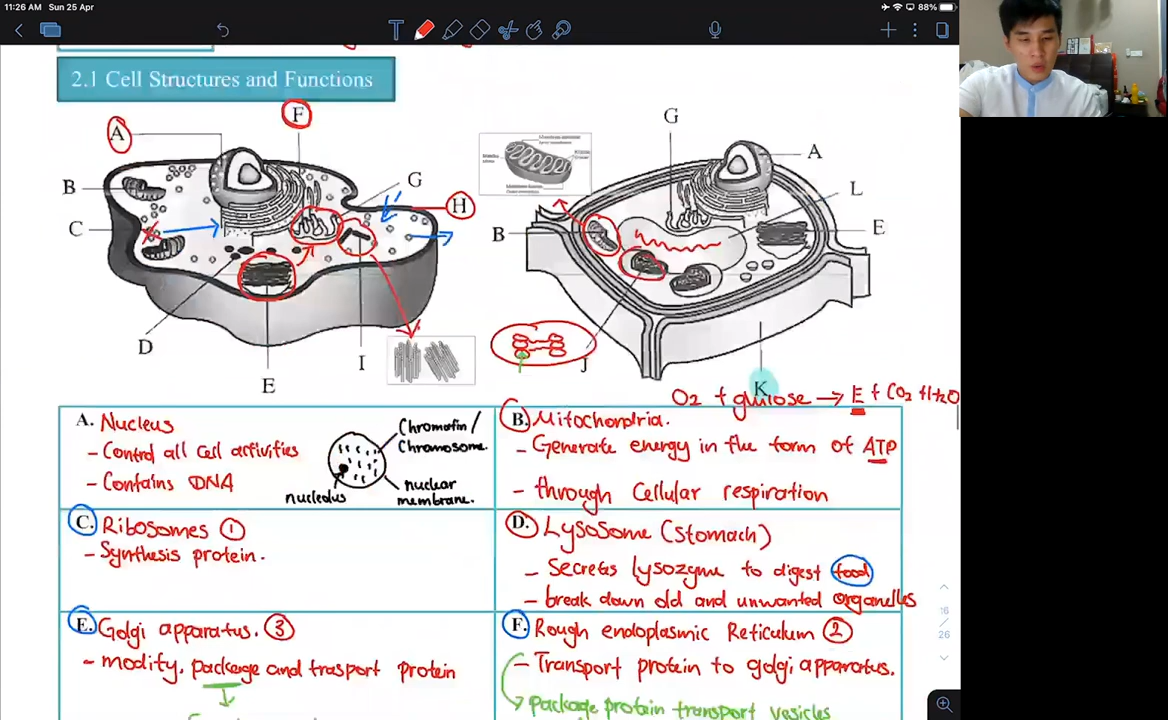 11:26 AM Sun 25 Apr
88%
T
2.1 Cell Structures and Functions
A
F
B
G
H
C
D
E
I
G
A
L
B
E
J
K
O2 + glucose → E + CO2 + H2O
A. Nucleus
- Control all cell activities
- Contains DNA
Chromatin /
Chromosome.
nucleolus
nuclear
membrane.
B. Mitochondria.
- Generate energy in the form of ATP
- through Cellular respiration
C. Ribosomes ①
- Synthesis protein.
D. Lysosome (Stomach)
- Secretes lysozyme to digest food
- break down old and unwanted organelles
E. Golgi apparatus. ③
- modify, package and trasport protein
F. Rough endoplasmic Reticulum ②
- Transport protein to golgi apparatus.
package protein transport vesicles
16
26